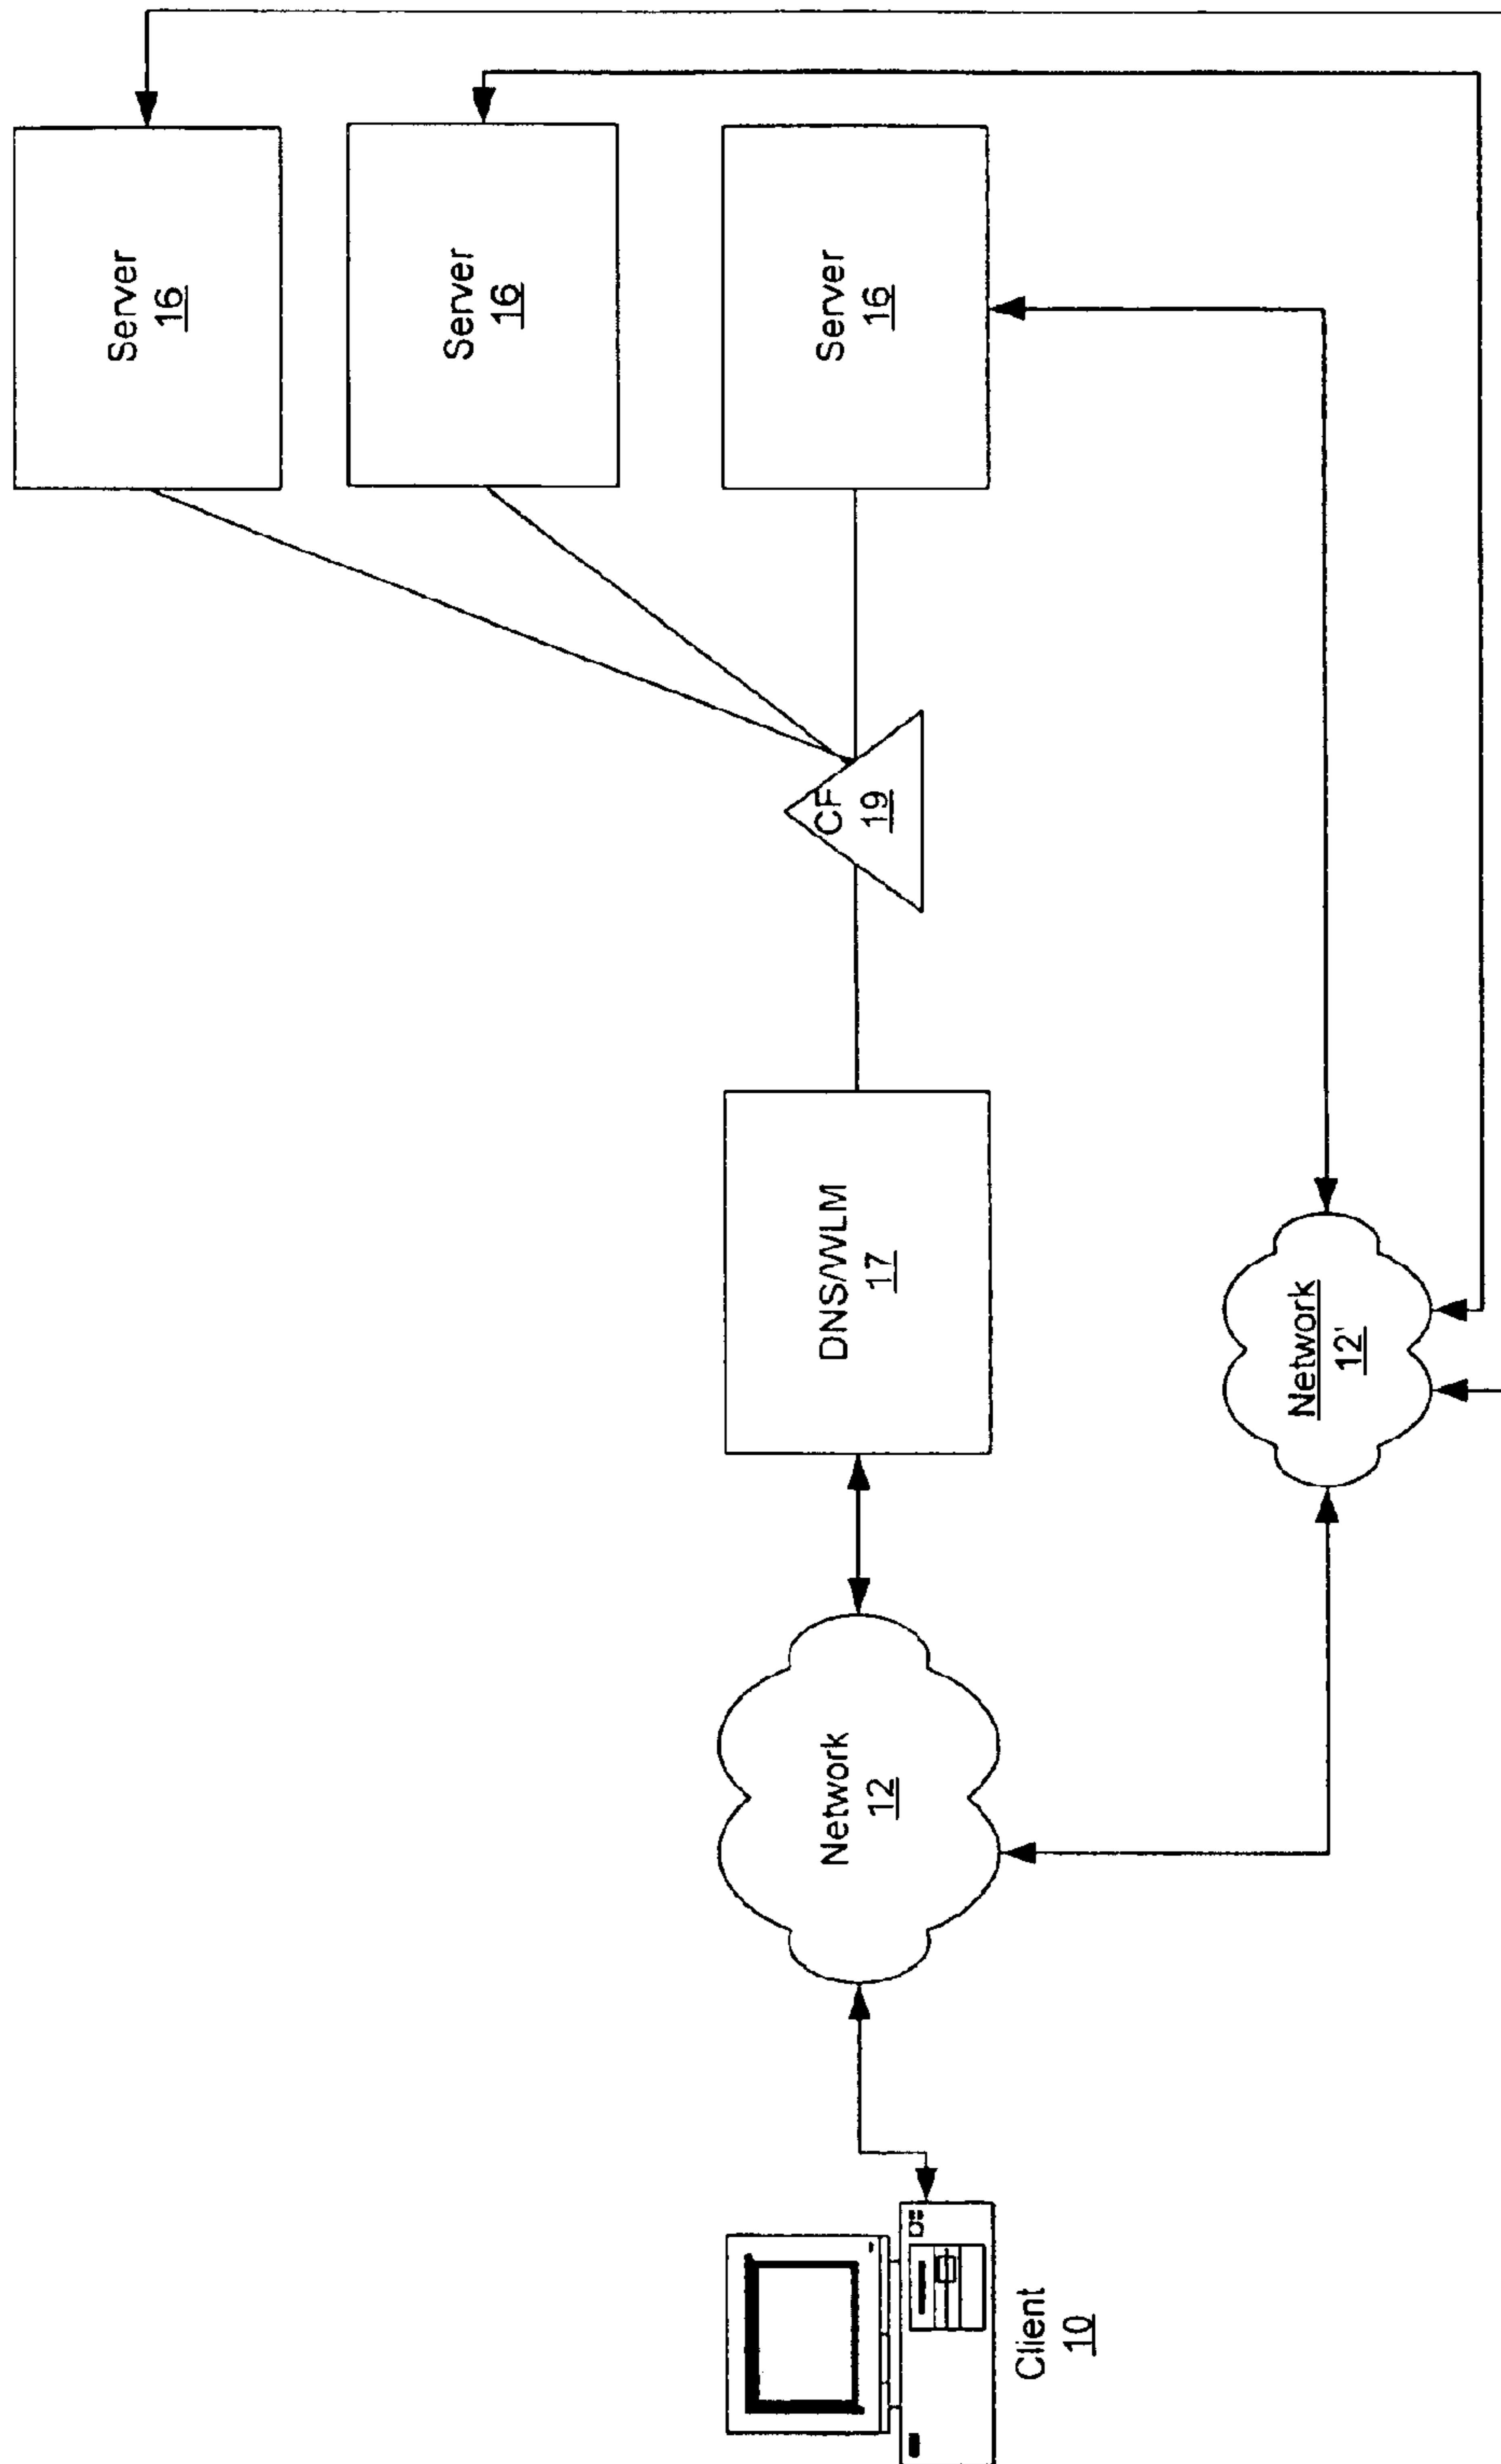 Client
10
Network
12
DNS/WLM
17
Network
12'
CF
19
Server
16
Server
16
Server
16